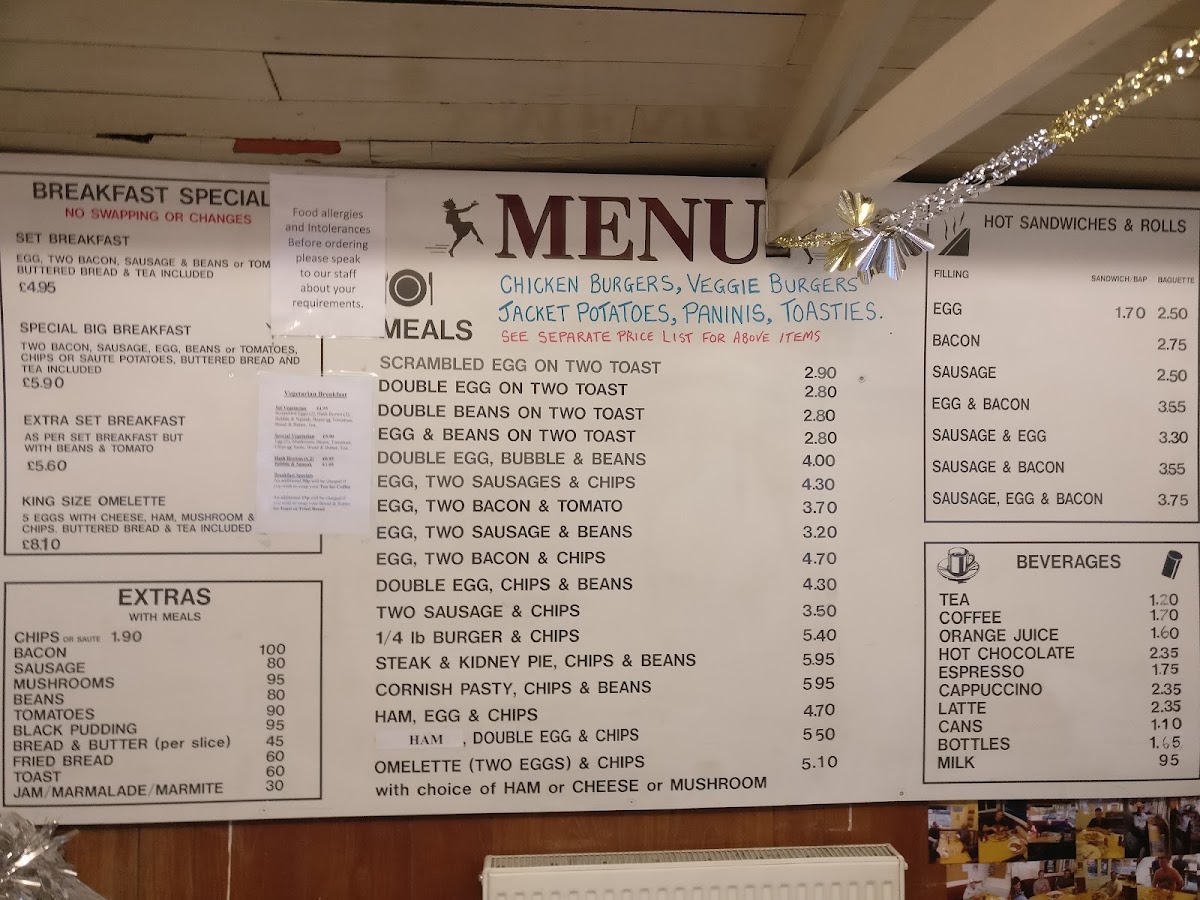 BREAKFAST SPECIAL
NO SWAPPING OR CHANGES
SET BREAKFAST
EGG, TWO BACON, SAUSAGE & BEANS or TOM
BUTTERED BREAD & TEA INCLUDED
£4.95
SPECIAL BIG BREAKFAST
TWO BACON, SAUSAGE, EGG, BEANS or TOMATOES,
CHIPS OR SAUTE POTATOES, BUTTERED BREAD AND
TEA INCLUDED
£5.90
EXTRA SET BREAKFAST
AS PER SET BREAKFAST BUT
WITH BEANS & TOMATO
£5.60
KING SIZE OMELETTE
5 EGGS WITH CHEESE, HAM, MUSHROOM &
CHIPS. BUTTERED BREAD & TEA INCLUDED
£8.10
Food allergies
and Intolerances
Before ordering
please speak
to our staff
about your
requirements.
Vegetarian Breakfast
Set Vegetarian £4.95
Special Vegetarian
Breakfast Specials
EXTRAS
WITH MEALS
CHIPS OR SAUTE 1.90
BACON 100
SAUSAGE 80
MUSHROOMS 95
BEANS 80
TOMATOES 90
BLACK PUDDING 95
BREAD & BUTTER (per slice) 45
FRIED BREAD 60
TOAST 60
JAM/MARMALADE/MARMITE 30
MENU
CHICKEN BURGERS, VEGGIE BURGERS
JACKET POTATOES, PANINIS, TOASTIES.
SEE SEPARATE PRICE LIST FOR ABOVE ITEMS
MEALS
SCRAMBLED EGG ON TWO TOAST 2.90
DOUBLE EGG ON TWO TOAST 2.80
DOUBLE BEANS ON TWO TOAST 2.80
EGG & BEANS ON TWO TOAST 2.80
DOUBLE EGG, BUBBLE & BEANS 4.00
EGG, TWO SAUSAGES & CHIPS 4.30
EGG, TWO BACON & TOMATO 3.70
EGG, TWO SAUSAGE & BEANS 3.20
EGG, TWO BACON & CHIPS 4.70
DOUBLE EGG, CHIPS & BEANS 4.30
TWO SAUSAGE & CHIPS 3.50
1/4 lb BURGER & CHIPS 5.40
STEAK & KIDNEY PIE, CHIPS & BEANS 5.95
CORNISH PASTY, CHIPS & BEANS 595
HAM, EGG & CHIPS 4.70
HAM , DOUBLE EGG & CHIPS 550
OMELETTE (TWO EGGS) & CHIPS 5.10
with choice of HAM or CHEESE or MUSHROOM
HOT SANDWICHES & ROLLS
FILLING SANDWICH/BAP BAGUETTE
EGG 1.70 2.50
BACON 2.75
SAUSAGE 2.50
EGG & BACON 355
SAUSAGE & EGG 3.30
SAUSAGE & BACON 355
SAUSAGE, EGG & BACON 3.75
BEVERAGES
TEA 1.20
COFFEE 1.70
ORANGE JUICE 1.60
HOT CHOCOLATE 2.35
ESPRESSO 1.75
CAPPUCCINO 2.35
LATTE 2.35
CANS 1.10
BOTTLES 1.65
MILK 95